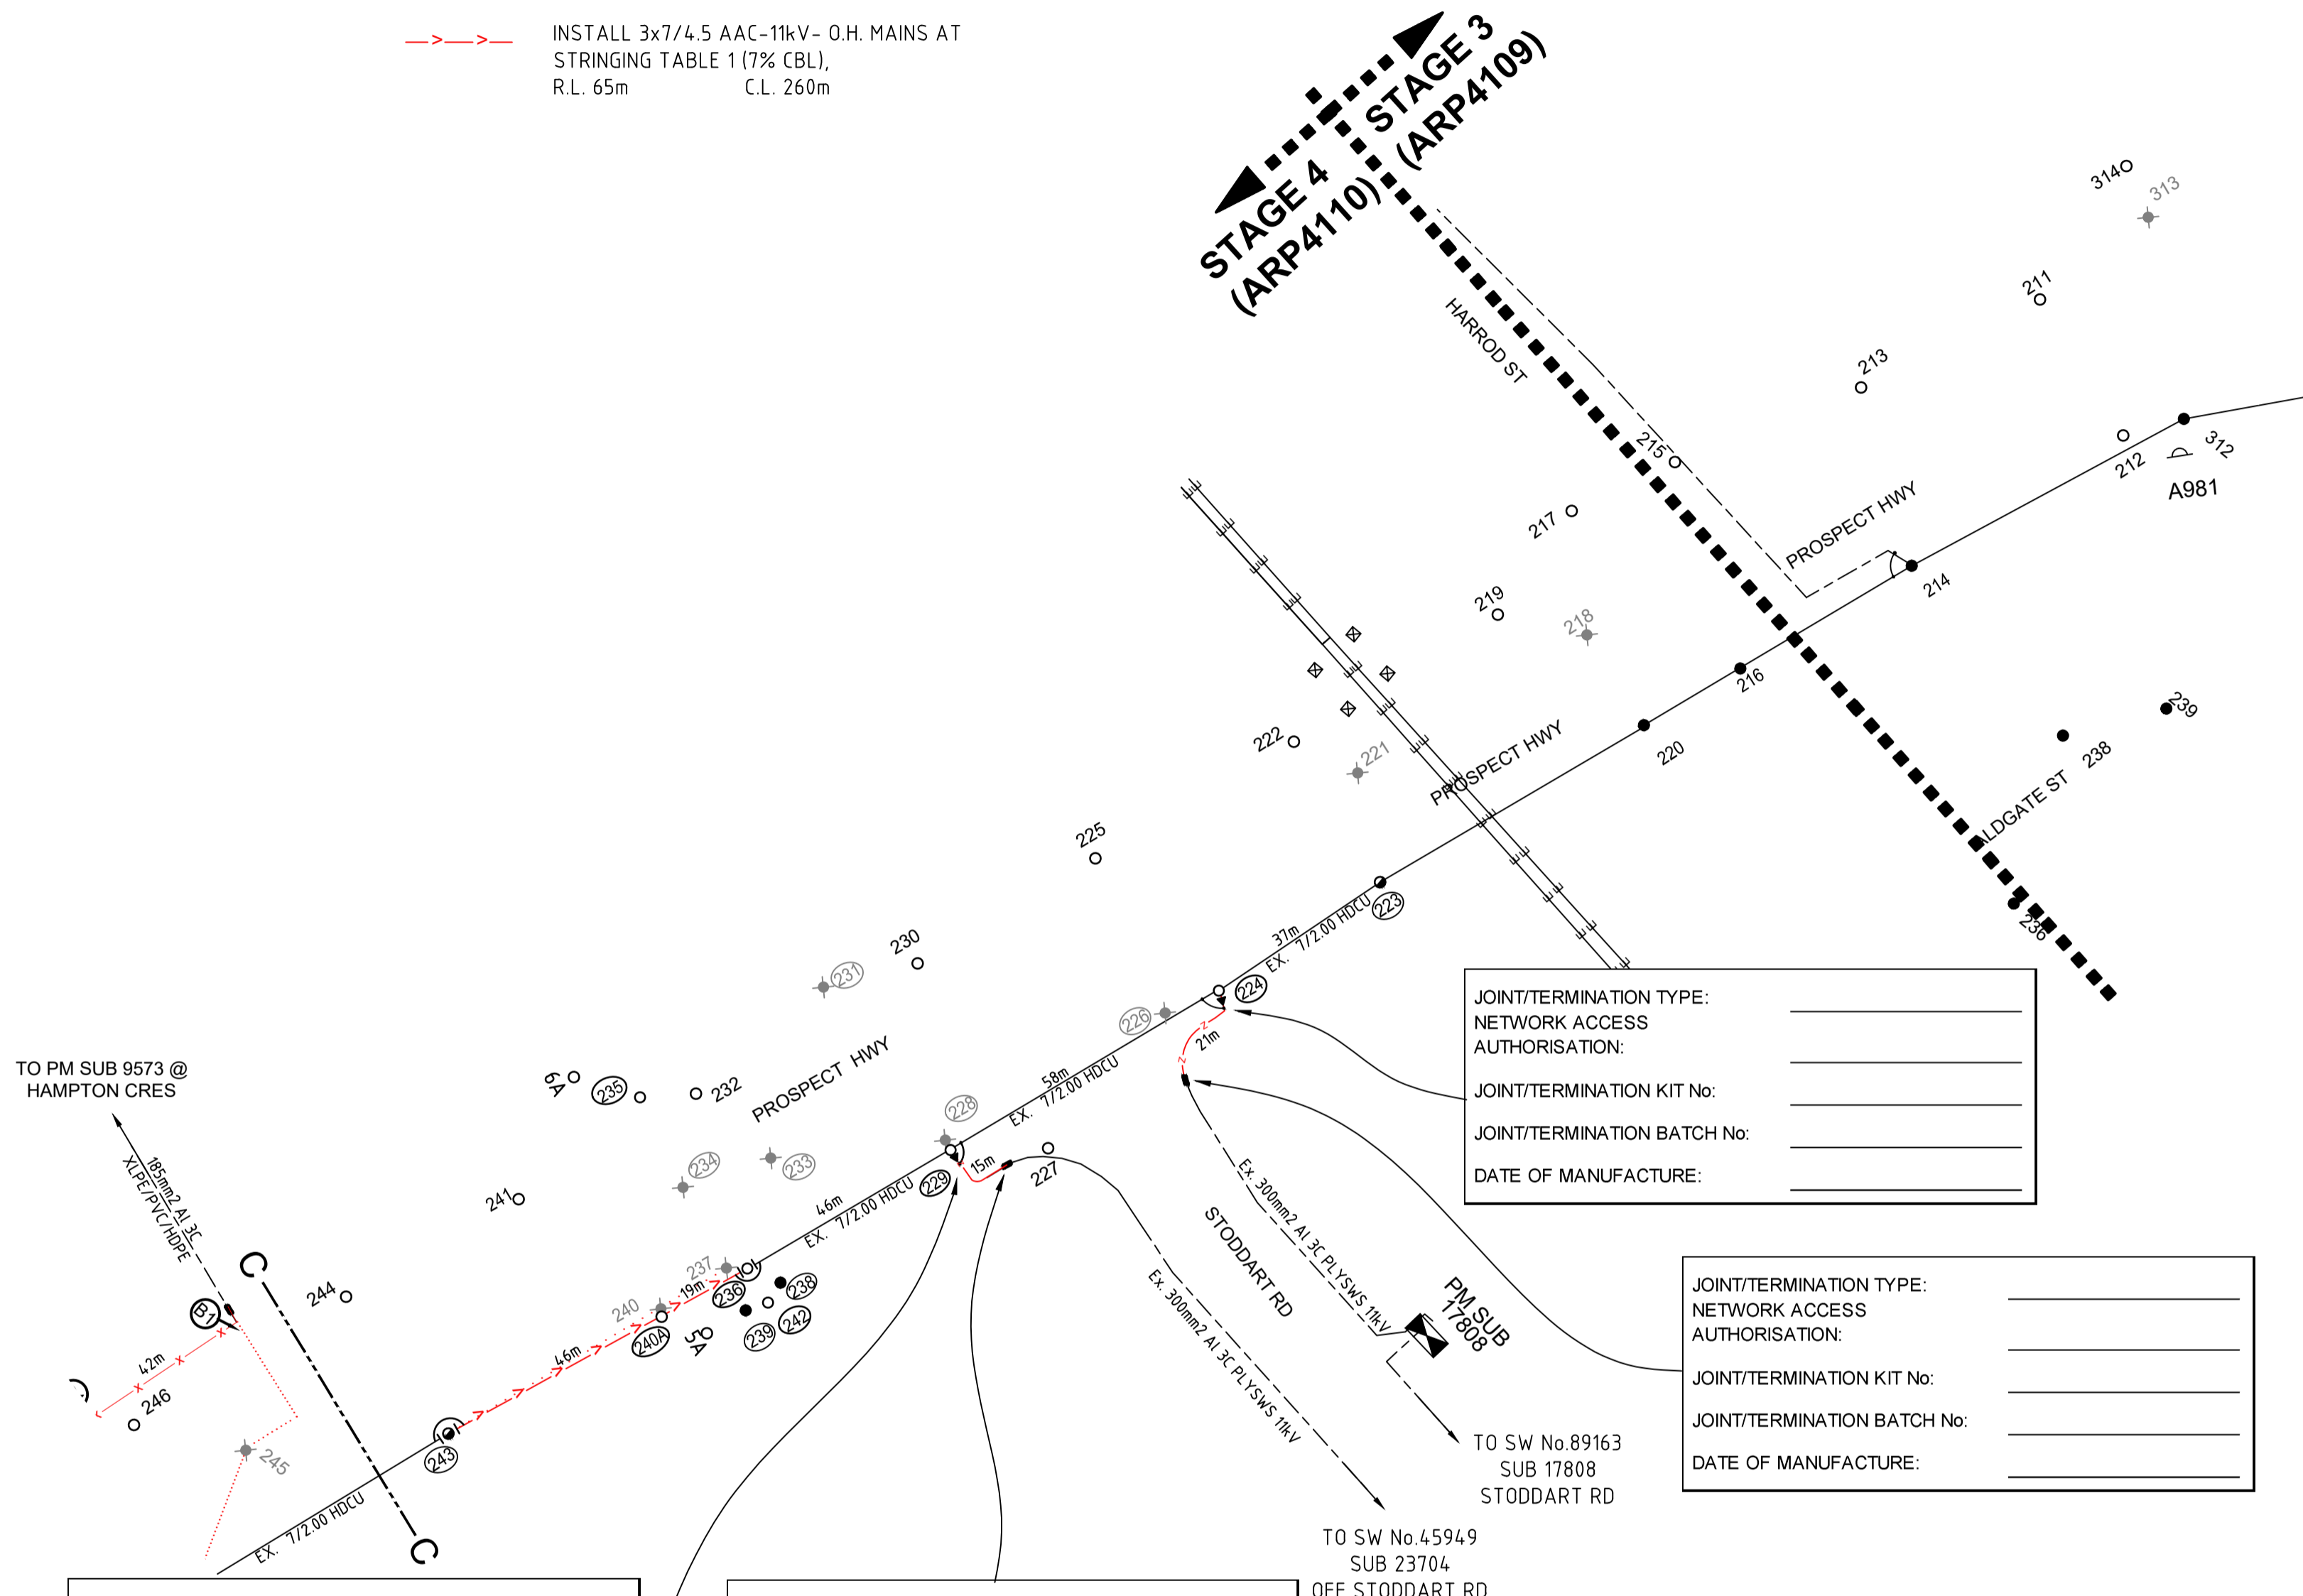 INSTALL 3x7/4.5 AAC-11kV- O.H. MAINS AT
STRINGING TABLE 1 (7% CBL),
R.L. 65m C.L. 260m
STAGE 3
(ARP4109)
STAGE 4
(ARP4110)
HARROD ST
314
313
211
213
215
312
212
A981
217
PROSPECT HWY
214
219
218
216
239
222
221
PROSPECT HWY
220
238
ALDGATE ST
225
236
223
37m
EX. 7/2.00 HDCU
230
231
224
226
21m
z
z
58m
EX. 7/2.00 HDCU
PROSPECT HWY
6A
235
232
228
234
233
229
15m
227
46m
EX. 7/2.00 HDCU
241
TO PM SUB 9573 @
HAMPTON CRES
185mm2 Al 3C
XLPE/PVC/HDPE
C
244
B1
42m
246
245
237
19m
236
238
240
242
239
240A
5A
46m
243
EX. 7/2.00 HDCU
C
STODDART RD
Ex. 300mm2 Al 3C PLYSWS 11kV
Ex. 300mm2 Al 3C PLYSWS 11kV
PM SUB
17808
JOINT/TERMINATION TYPE:
NETWORK ACCESS
AUTHORISATION:
JOINT/TERMINATION KIT No:
JOINT/TERMINATION BATCH No:
DATE OF MANUFACTURE:
JOINT/TERMINATION TYPE:
NETWORK ACCESS
AUTHORISATION:
JOINT/TERMINATION KIT No:
JOINT/TERMINATION BATCH No:
DATE OF MANUFACTURE:
TO SW No.89163
SUB 17808
STODDART RD
TO SW No.45949
SUB 23704
OFF STODDART RD